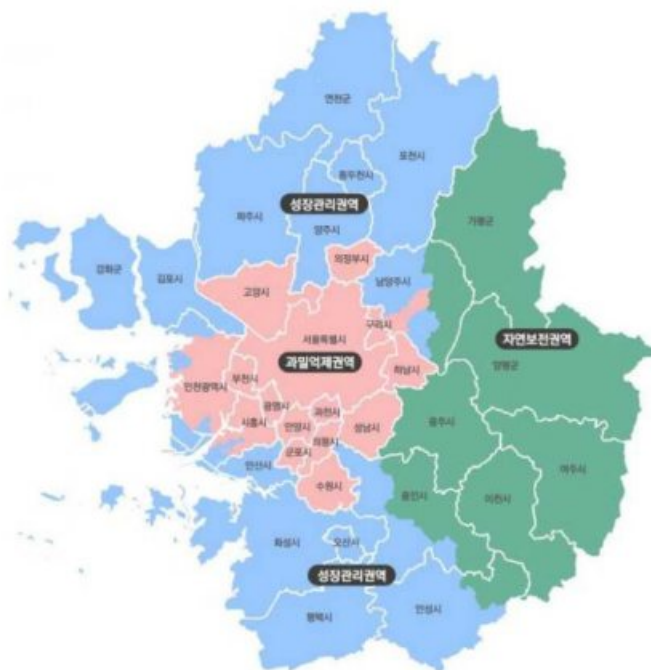 연천군
포천시
동두천시
가평군
파주시
성장관리권역
양주시
의정부시
강화군
김포시
남양주시
고양시
구리시
서울특별시
자연보전권역
과밀억제권역
하남시
양평군
인천광역시
부천시
광명시
과천시
시흥시
안양시
성남시
광주시
의왕시
군포시
안산시
여주시
수원시
용인시
이천시
화성시
오산시
성장관리권역
평택시
안성시